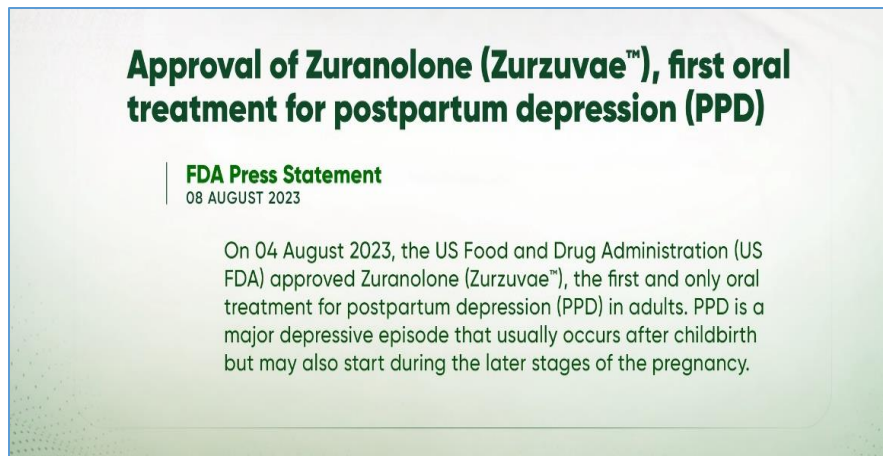 Approval of Zuranolone (Zurzuvae™), first oral
treatment for postpartum depression (PPD)
FDA Press Statement
08 AUGUST 2023
On 04 August 2023, the US Food and Drug Administration (US
FDA) approved Zuranolone (Zurzuvae™), the first and only oral
treatment for postpartum depression (PPD) in adults. PPD is a
major depressive episode that usually occurs after childbirth
but may also start during the later stages of the pregnancy.